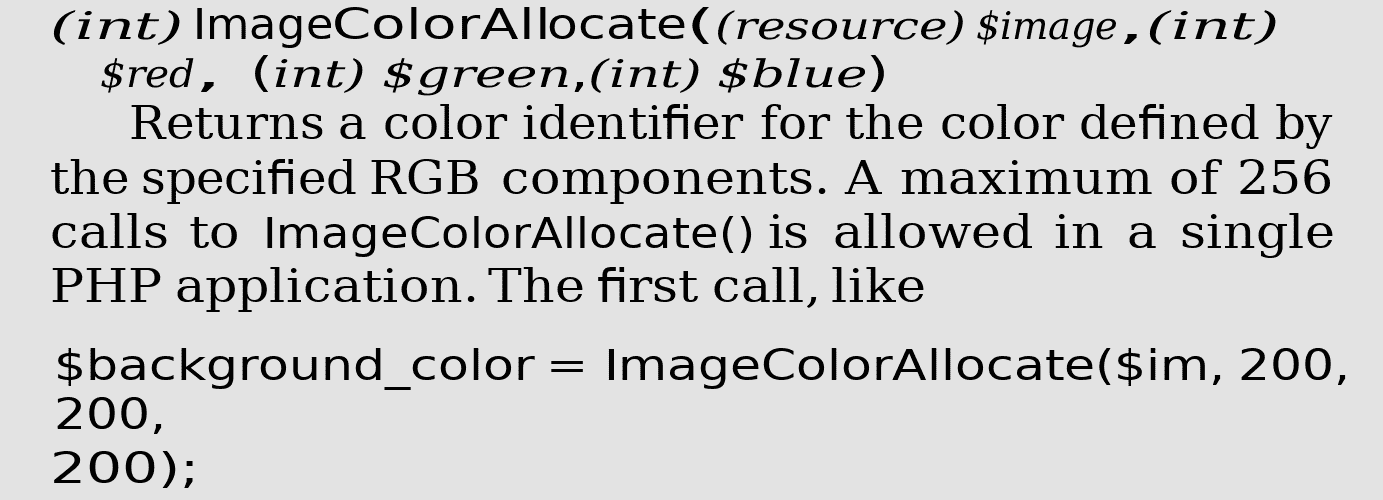 (int) ImageColorAllocate((resource) $image,(int)
$red, (int) $green,(int) $blue)
Returns a color identifier for the color defined by
the specified RGB components. A maximum of 256
calls to ImageColorAllocate() is allowed in a single
PHP application. The first call, like
$background_color = ImageColorAllocate($im, 200,
200,
200);